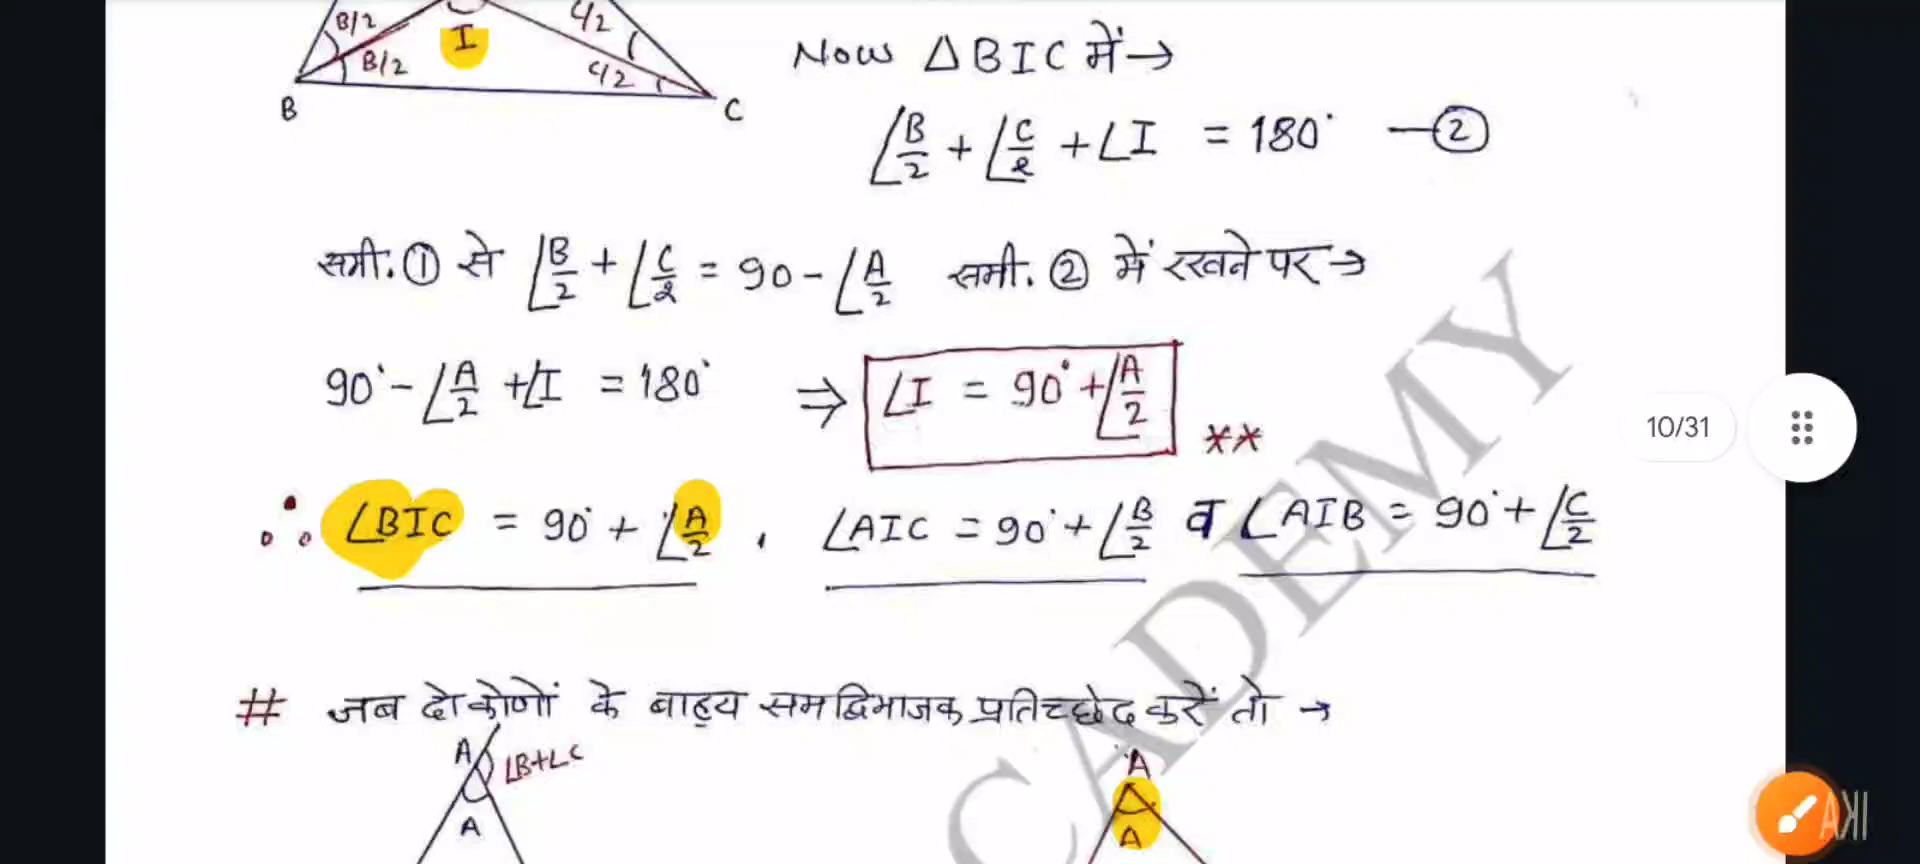 B/2 C/2
I
B/2 C/2
B C
Now ΔBIC में →
∠B/2 + ∠C/2 + ∠I = 180° —②
समी. ① से ∠B/2 + ∠C/2 = 90 - ∠A/2 समी. ② में रखने पर →
90° - ∠A/2 + ∠I = 180° ⇒ ∠I = 90° + ∠A/2 **
10/31
∴ ∠BIC = 90° + ∠A/2 , ∠AIC = 90° + ∠B/2 व ∠AIB = 90° + ∠C/2
# जब दो कोणों के बाह्य समद्विभाजक प्रतिच्छेद करें तो →
A ∠B+∠C A
A A
CADEMY